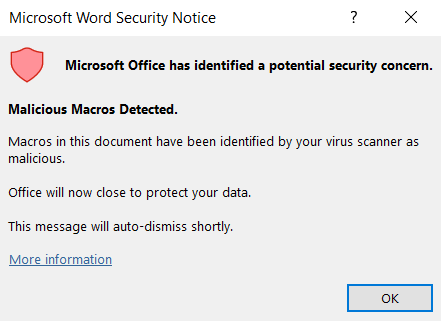 Microsoft Word Security Notice ? ×
Microsoft Office has identified a potential security concern.
Malicious Macros Detected.
Macros in this document have been identified by your virus scanner as
malicious.
Office will now close to protect your data.
This message will auto-dismiss shortly.
More information
OK